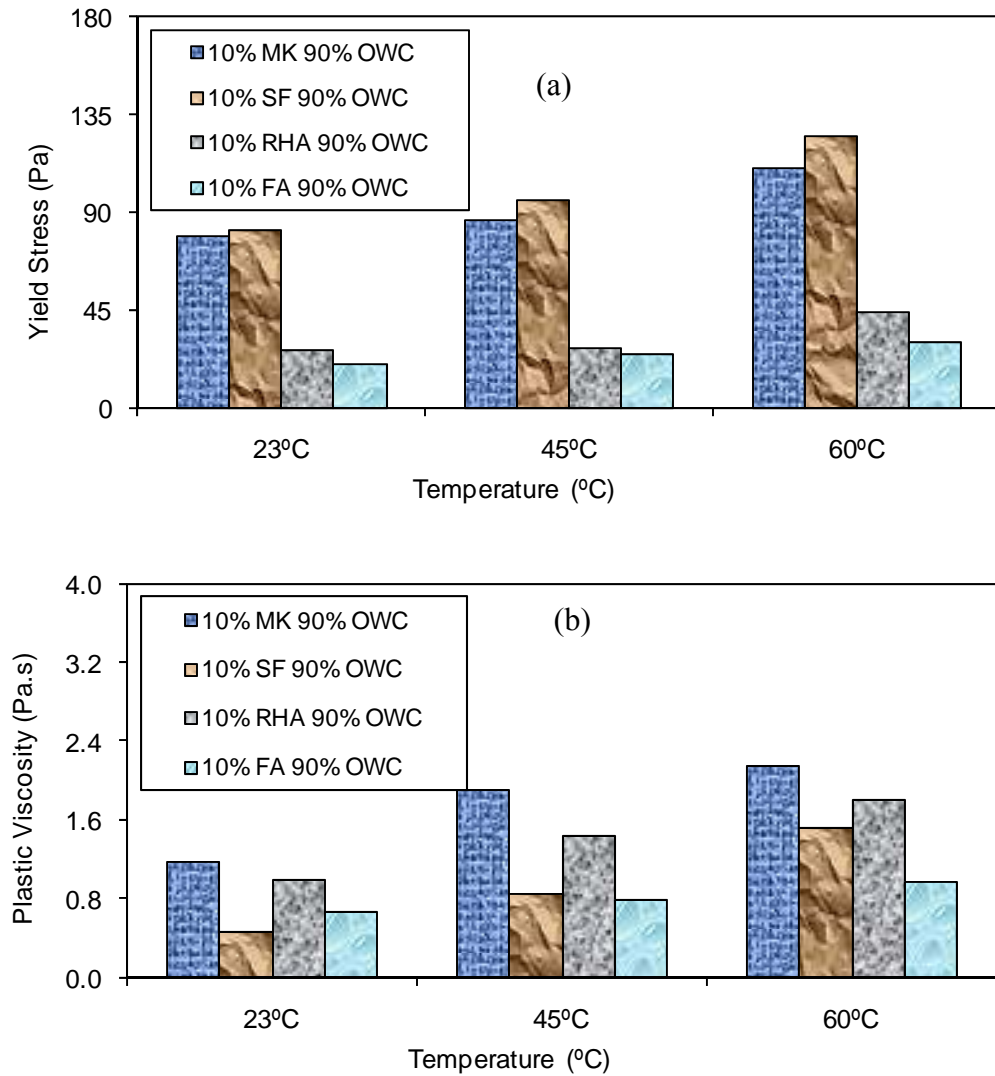 180
135
90
45
0
Yield Stress (Pa)
10% MK 90% OWC
10% SF 90% OWC
10% RHA 90% OWC
10% FA 90% OWC
(a)
23ºC 45ºC 60ºC
Temperature (ºC)
4.0
3.2
2.4
1.6
0.8
0.0
Plastic Viscosity (Pa.s)
10% MK 90% OWC
10% SF 90% OWC
10% RHA 90% OWC
10% FA 90% OWC
(b)
23ºC 45ºC 60ºC
Temperature (ºC)